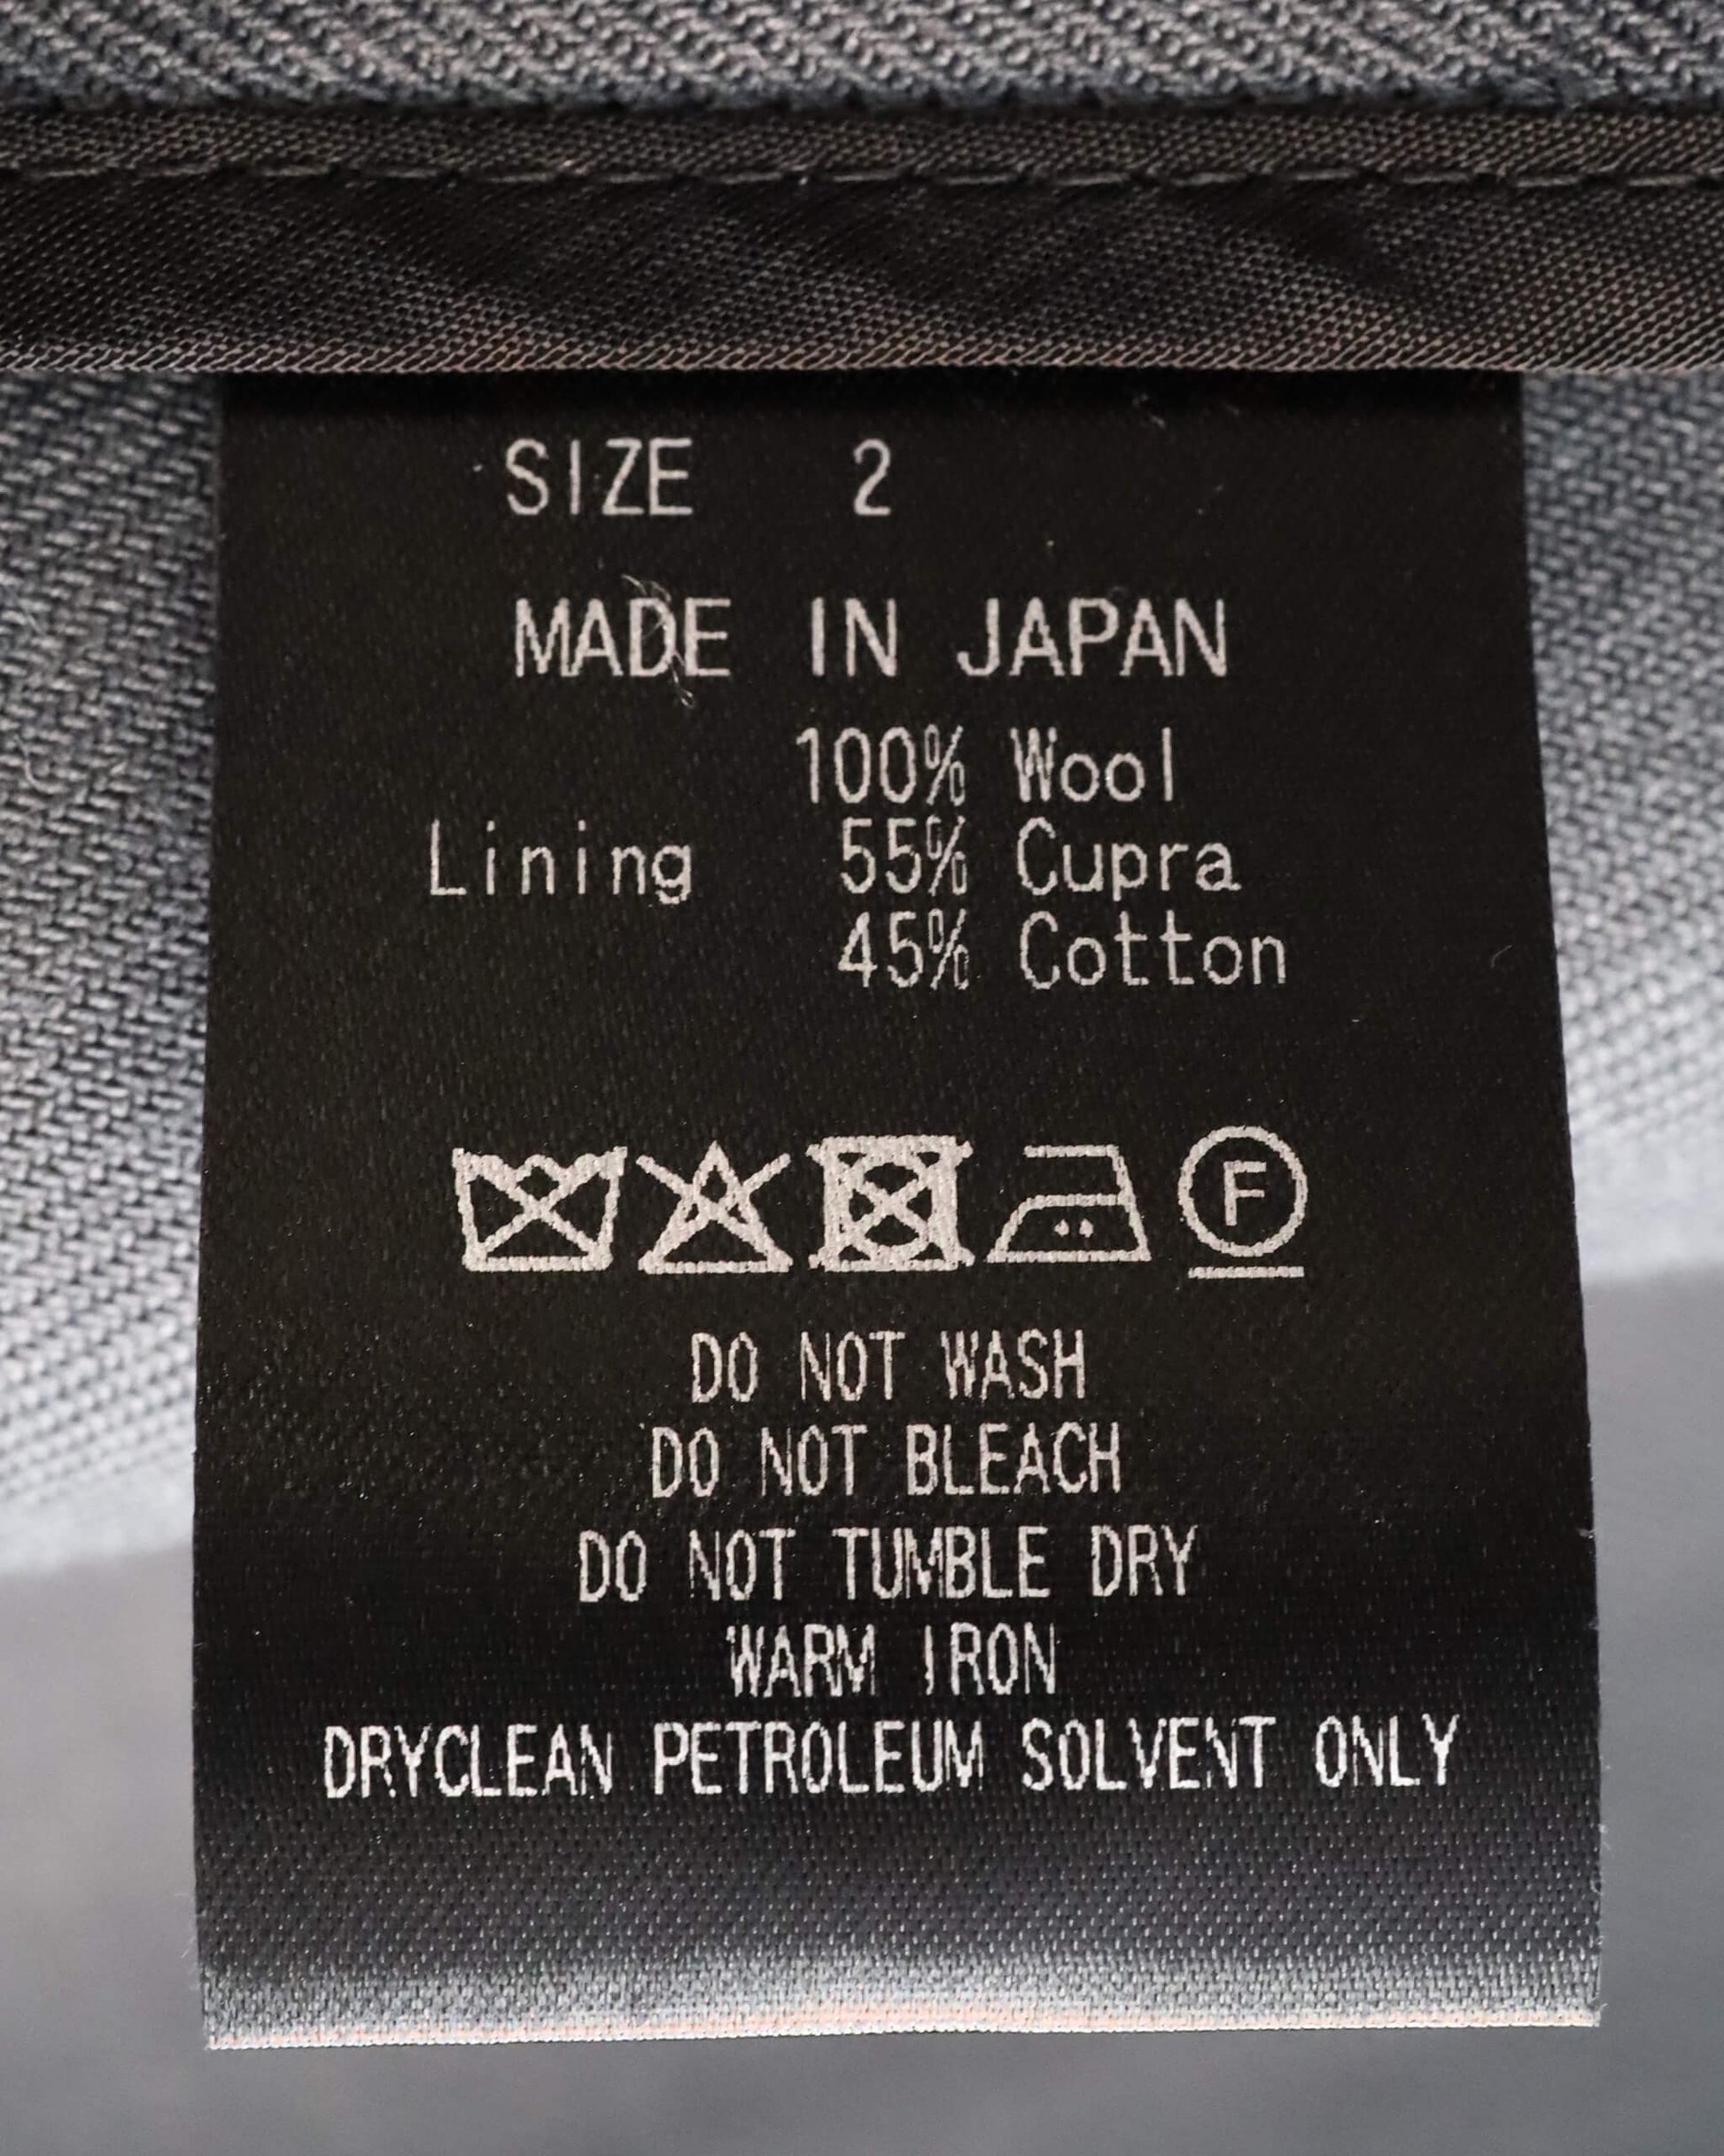 SIZE 2
MADE IN JAPAN
100% Wool
Lining 55% Cupra
45% Cotton
F
DO NOT WASH
DO NOT BLEACH
DO NOT TUMBLE DRY
WARM IRON
DRYCLEAN PETROLEUM SOLVENT ONLY